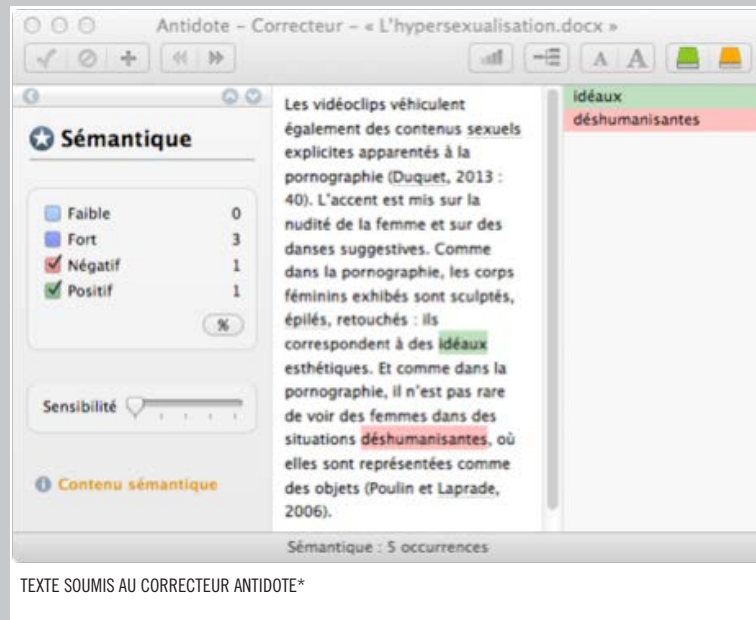 Antidote – Correcteur – « L'hypersexualisation.docx »
A A
Sémantique
Faible 0
Fort 3
Négatif 1
Positif 1
%
Sensibilité
Contenu sémantique
Les vidéoclips véhiculent
également des contenus sexuels
explicites apparentés à la
pornographie (Duquet, 2013 :
40). L'accent est mis sur la
nudité de la femme et sur des
danses suggestives. Comme
dans la pornographie, les corps
féminins exhibés sont sculptés,
épilés, retouchés : ils
correspondent à des idéaux
esthétiques. Et comme dans la
pornographie, il n'est pas rare
de voir des femmes dans des
situations déshumanisantes, où
elles sont représentées comme
des objets (Poulin et Laprade,
2006).
idéaux
déshumanisantes
Sémantique : 5 occurrences
TEXTE SOUMIS AU CORRECTEUR ANTIDOTE*